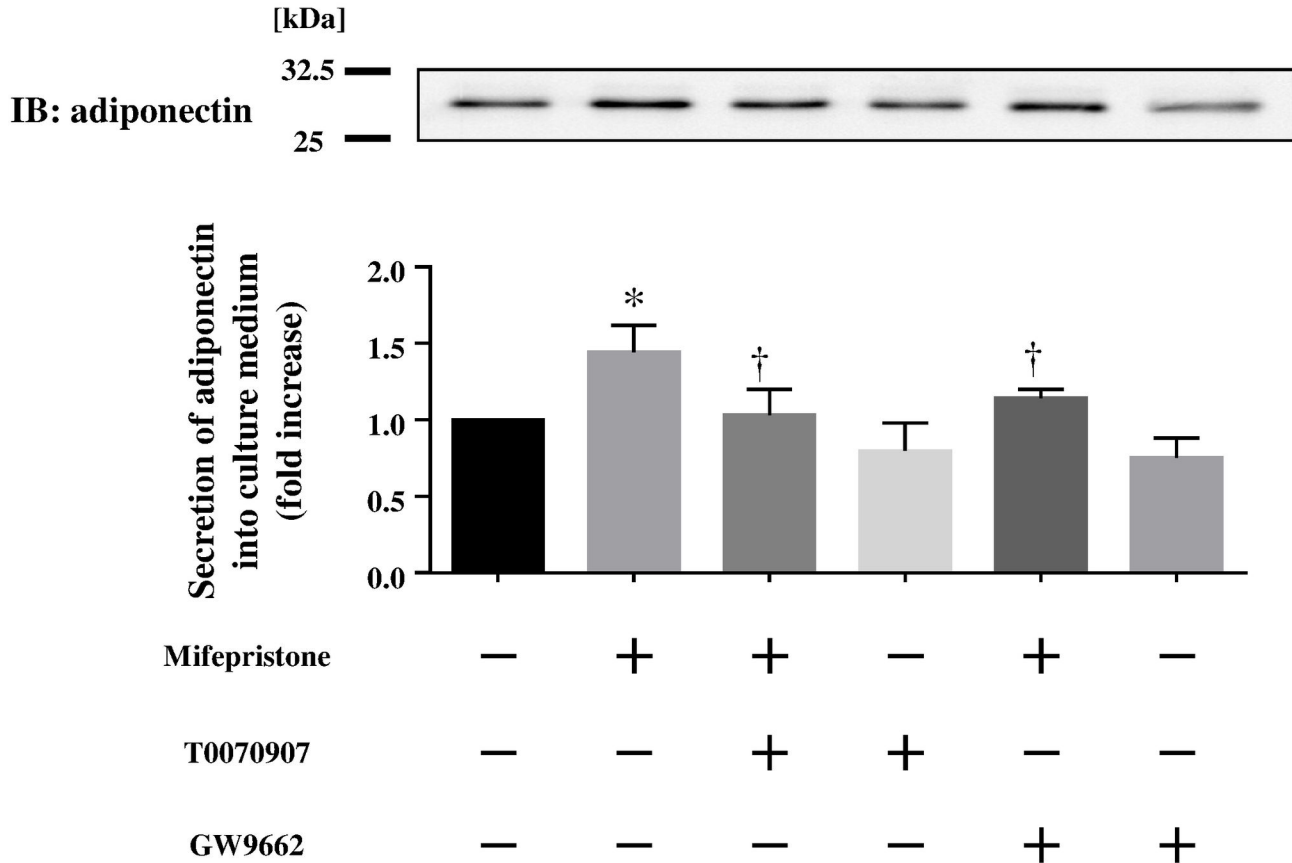 [kDa]
32.5
IB: adiponectin
25
Secretion of adiponectin
into culture medium
(fold increase)
2.0
1.5
1.0
0.5
0.0
*
†
†
Mifepristone − + + − + −
T0070907 − − + + − −
GW9662 − − − − + +